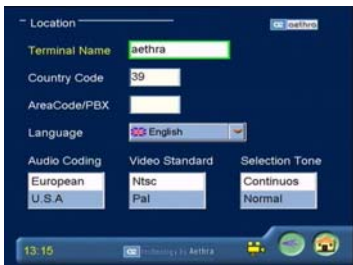 Location
aethra
Terminal Name aethra
Country Code 39
AreaCode/PBX
Language English
Audio Coding Video Standard Selection Tone
European Ntsc Continuos
U.S.A Pal Normal
13:15 Aethra